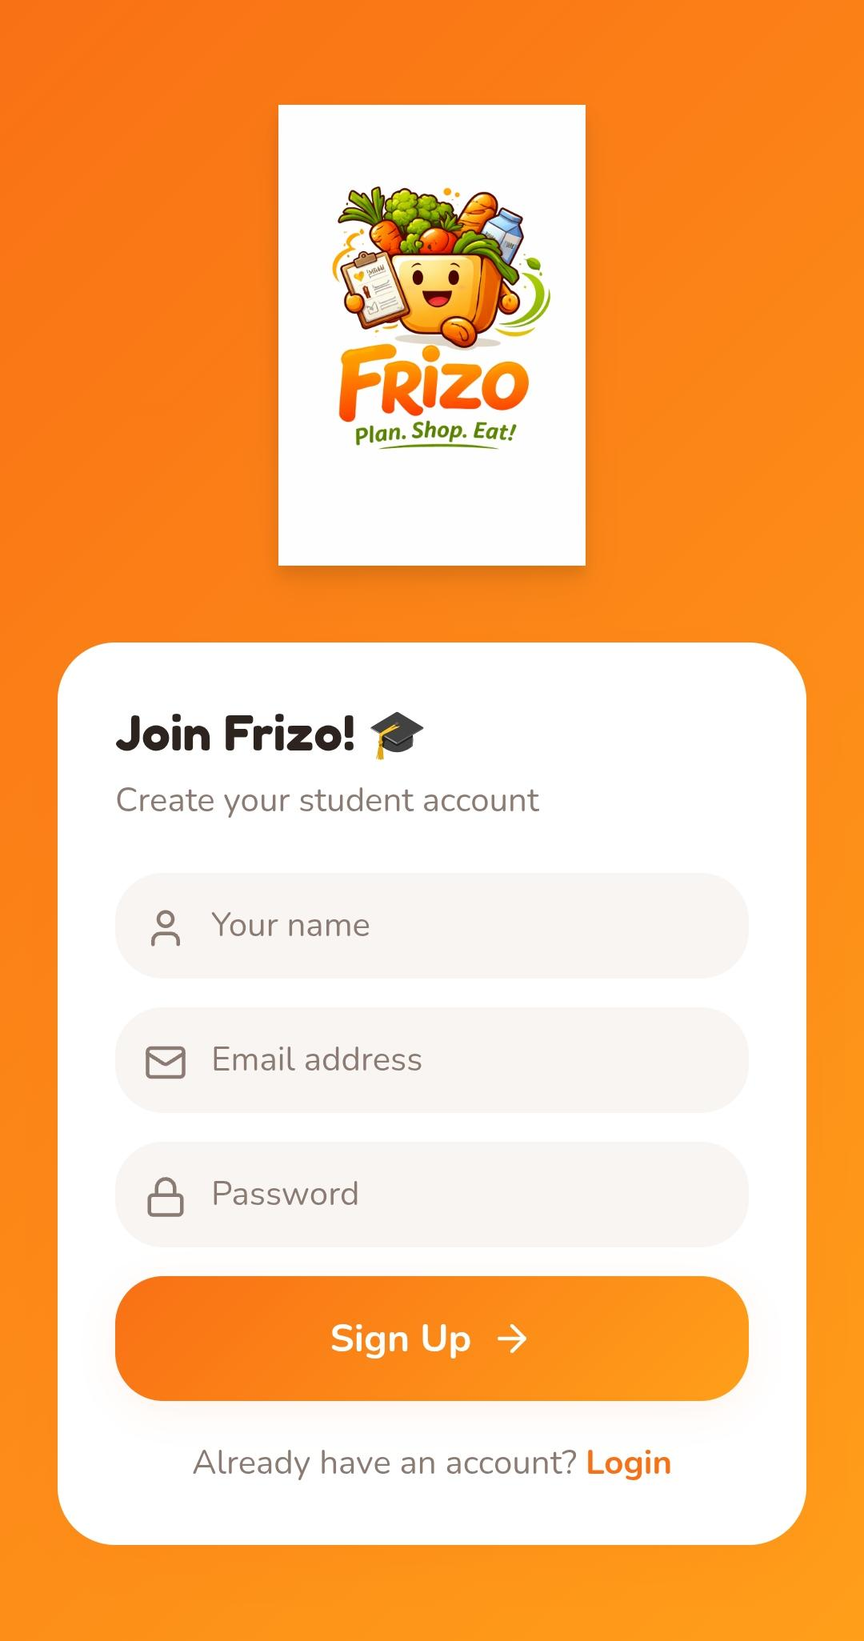 Frizo
Plan. Shop. Eat!
Join Frizo! 🎓
Create your student account
Your name
Email address
Password
Sign Up →
Already have an account? Login